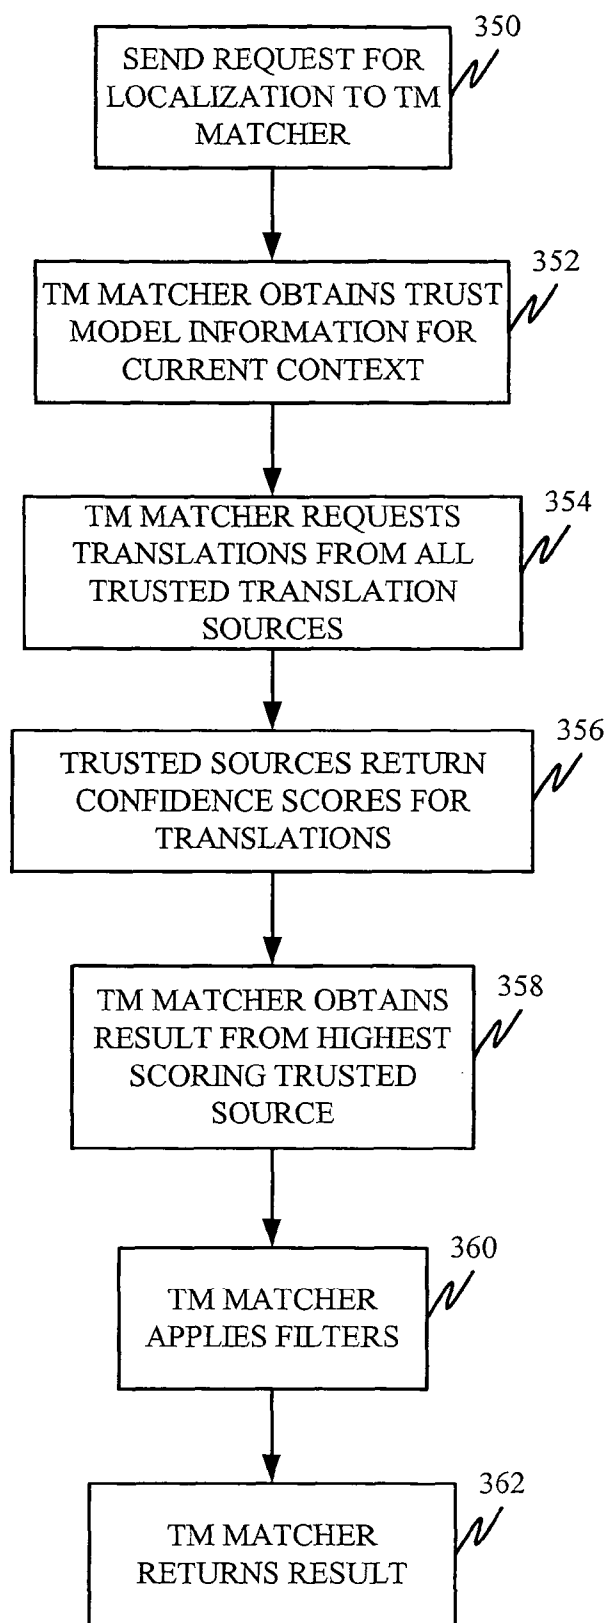 350
SEND REQUEST FOR
LOCALIZATION TO TM
MATCHER
352
TM MATCHER OBTAINS TRUST
MODEL INFORMATION FOR
CURRENT CONTEXT
354
TM MATCHER REQUESTS
TRANSLATIONS FROM ALL
TRUSTED TRANSLATION
SOURCES
356
TRUSTED SOURCES RETURN
CONFIDENCE SCORES FOR
TRANSLATIONS
358
TM MATCHER OBTAINS
RESULT FROM HIGHEST
SCORING TRUSTED
SOURCE
360
TM MATCHER
APPLIES FILTERS
362
TM MATCHER
RETURNS RESULT